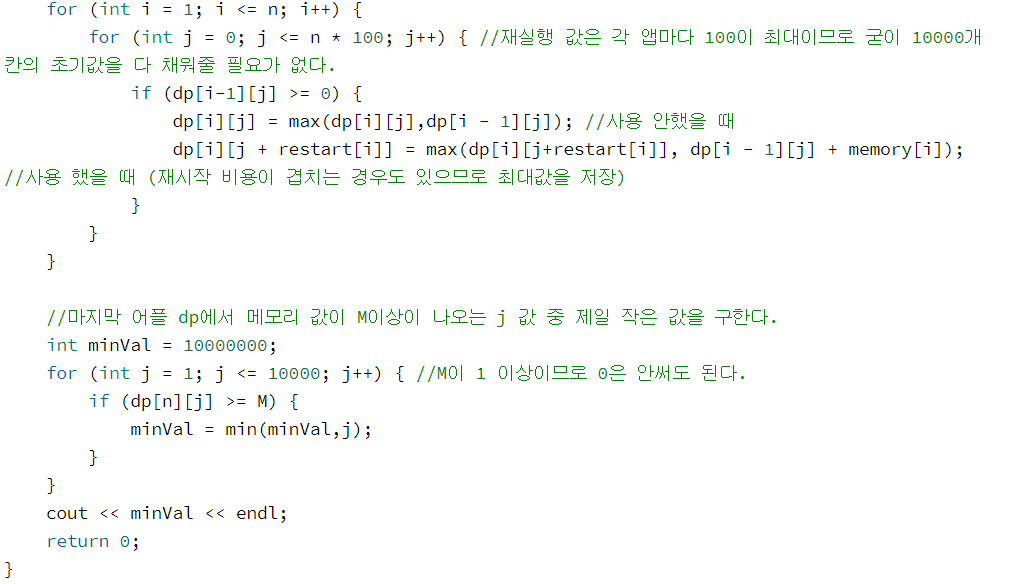 for (int i = 1; i <= n; i++) {
for (int j = 0; j <= n * 100; j++) { //재실행 값은 각 앱마다 100이 최대이므로 굳이 10000개
칸의 초기값을 다 채워줄 필요가 없다.
if (dp[i-1][j] >= 0) {
dp[i][j] = max(dp[i][j],dp[i - 1][j]); //사용 안했을 때
dp[i][j + restart[i]] = max(dp[i][j+restart[i]], dp[i - 1][j] + memory[i]);
//사용 했을 때 (재시작 비용이 겹치는 경우도 있으므로 최대값을 저장)
}
}
}
//마지막 어플 dp에서 메모리 값이 M이상이 나오는 j 값 중 제일 작은 값을 구한다.
int minVal = 10000000;
for (int j = 1; j <= 10000; j++) { //M이 1 이상이므로 0은 안써도 된다.
if (dp[n][j] >= M) {
minVal = min(minVal,j);
}
}
cout << minVal << endl;
return 0;
}